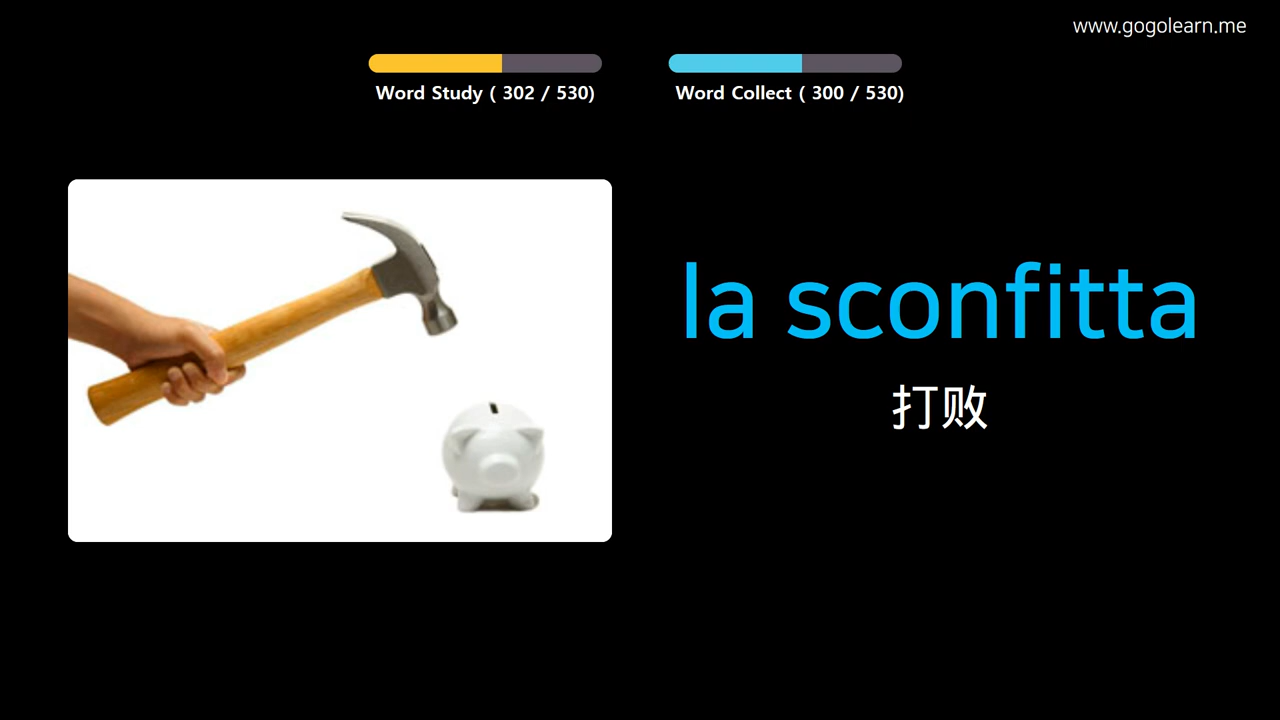 www.gogolearn.me
Word Study ( 302 / 530)
Word Collect ( 300 / 530)
la sconfitta
打败